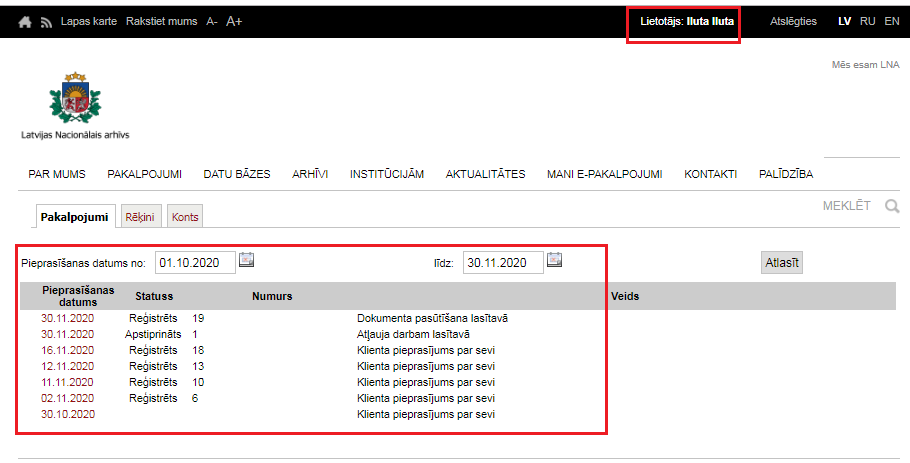 Lapas karte Rakstiet mums A- A+ Lietotājs: Iluta Iluta Atslēgties LV RU EN
Mēs esam LNA
Latvijas Nacionālais arhīvs
PAR MUMS PAKALPOJUMI DATU BĀZES ARHĪVI INSTITŪCIJĀM AKTUALITĀTES MANI E-PAKALPOJUMI KONTAKTI PALĪDZĪBA
MEKLĒT
Pakalpojumi Rēķini Konts
Pieprasīšanas datums no: 01.10.2020 līdz: 30.11.2020 Atlasīt
Pieprasīšanas datums Statuss Numurs Veids
30.11.2020 Reģistrēts 19 Dokumenta pasūtīšana lasītavā
30.11.2020 Apstiprināts 1 Atļauja darbam lasītavā
16.11.2020 Reģistrēts 18 Klienta pieprasījums par sevi
12.11.2020 Reģistrēts 13 Klienta pieprasījums par sevi
11.11.2020 Reģistrēts 10 Klienta pieprasījums par sevi
02.11.2020 Reģistrēts 6 Klienta pieprasījums par sevi
30.10.2020 Klienta pieprasījums par sevi